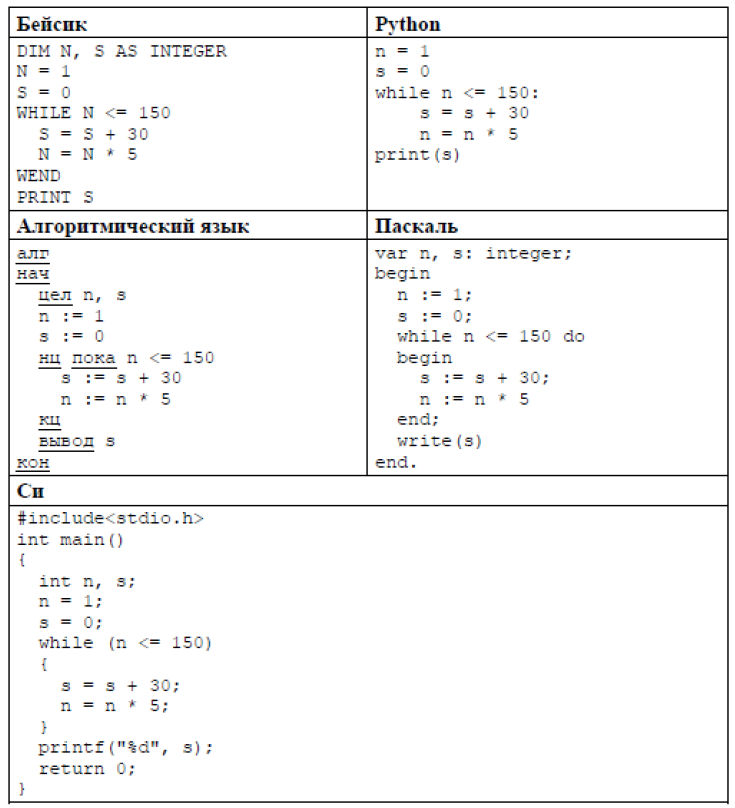 Бейсик
DIM N, S AS INTEGER
N = 1
S = 0
WHILE N <= 150
  S = S + 30
  N = N * 5
WEND
PRINT S
Python
n = 1
s = 0
while n <= 150:
    s = s + 30
    n = n * 5
print(s)
Алгоритмический язык
алг
нач
  цел n, s
  n := 1
  s := 0
  нц пока n <= 150
    s := s + 30
    n := n * 5
  кц
  вывод s
кон
Паскаль
var n, s: integer;
begin
  n := 1;
  s := 0;
  while n <= 150 do
  begin
    s := s + 30;
    n := n * 5
  end;
  write(s)
end.
Си
#include<stdio.h>
int main()
{
  int n, s;
  n = 1;
  s = 0;
  while (n <= 150)
  {
    s = s + 30;
    n = n * 5;
  }
  printf("%d", s);
  return 0;
}